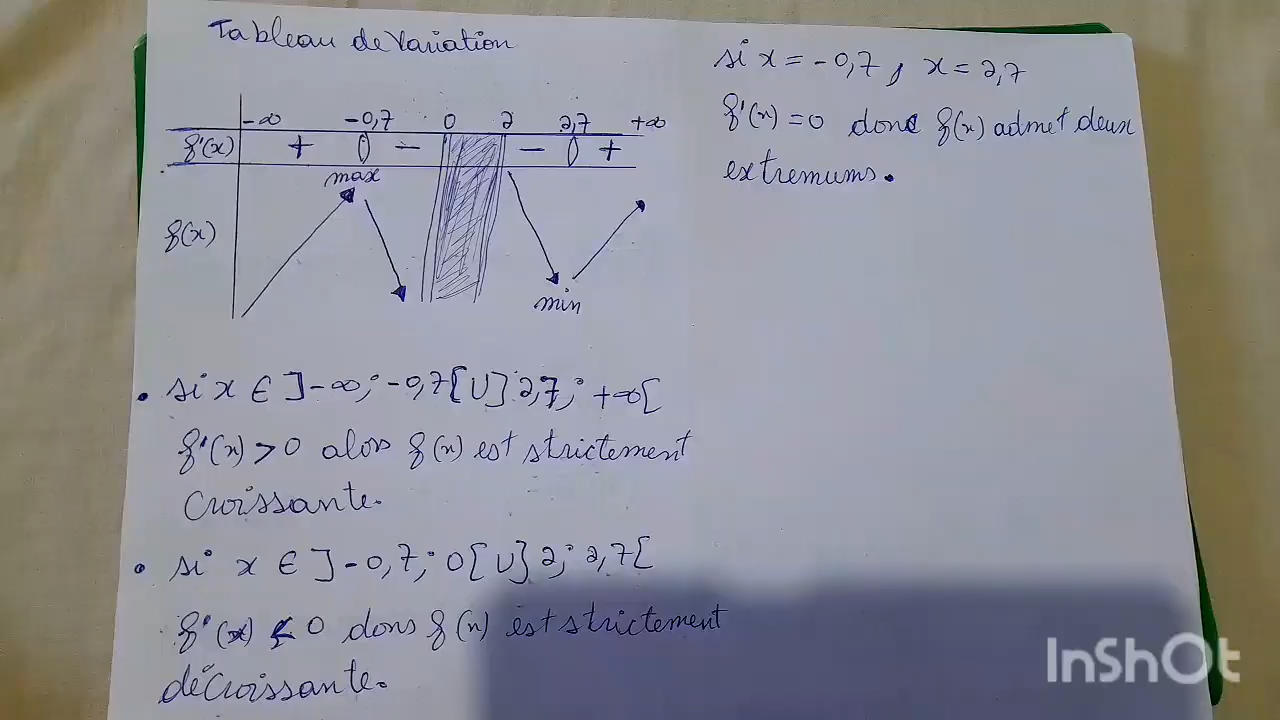 Tableau de Variation
-∞ -0,7 0 2 2,7 +∞
f'(x) + 0 - - 0 +
max
f(x)
min
• si x ∈ ]-∞; -0,7[ U ] 2,7; +∞[
f'(x) > 0 alors f(x) est strictement
croissante.
• si x ∈ ]-0,7; 0[ U ] 2; 2,7[
f'(x) < 0 dons f(x) est strictement
décroissante.
si x = -0,7, x = 2,7
f'(x) = 0 donc f(x) admet deux
extremums.
InShOt